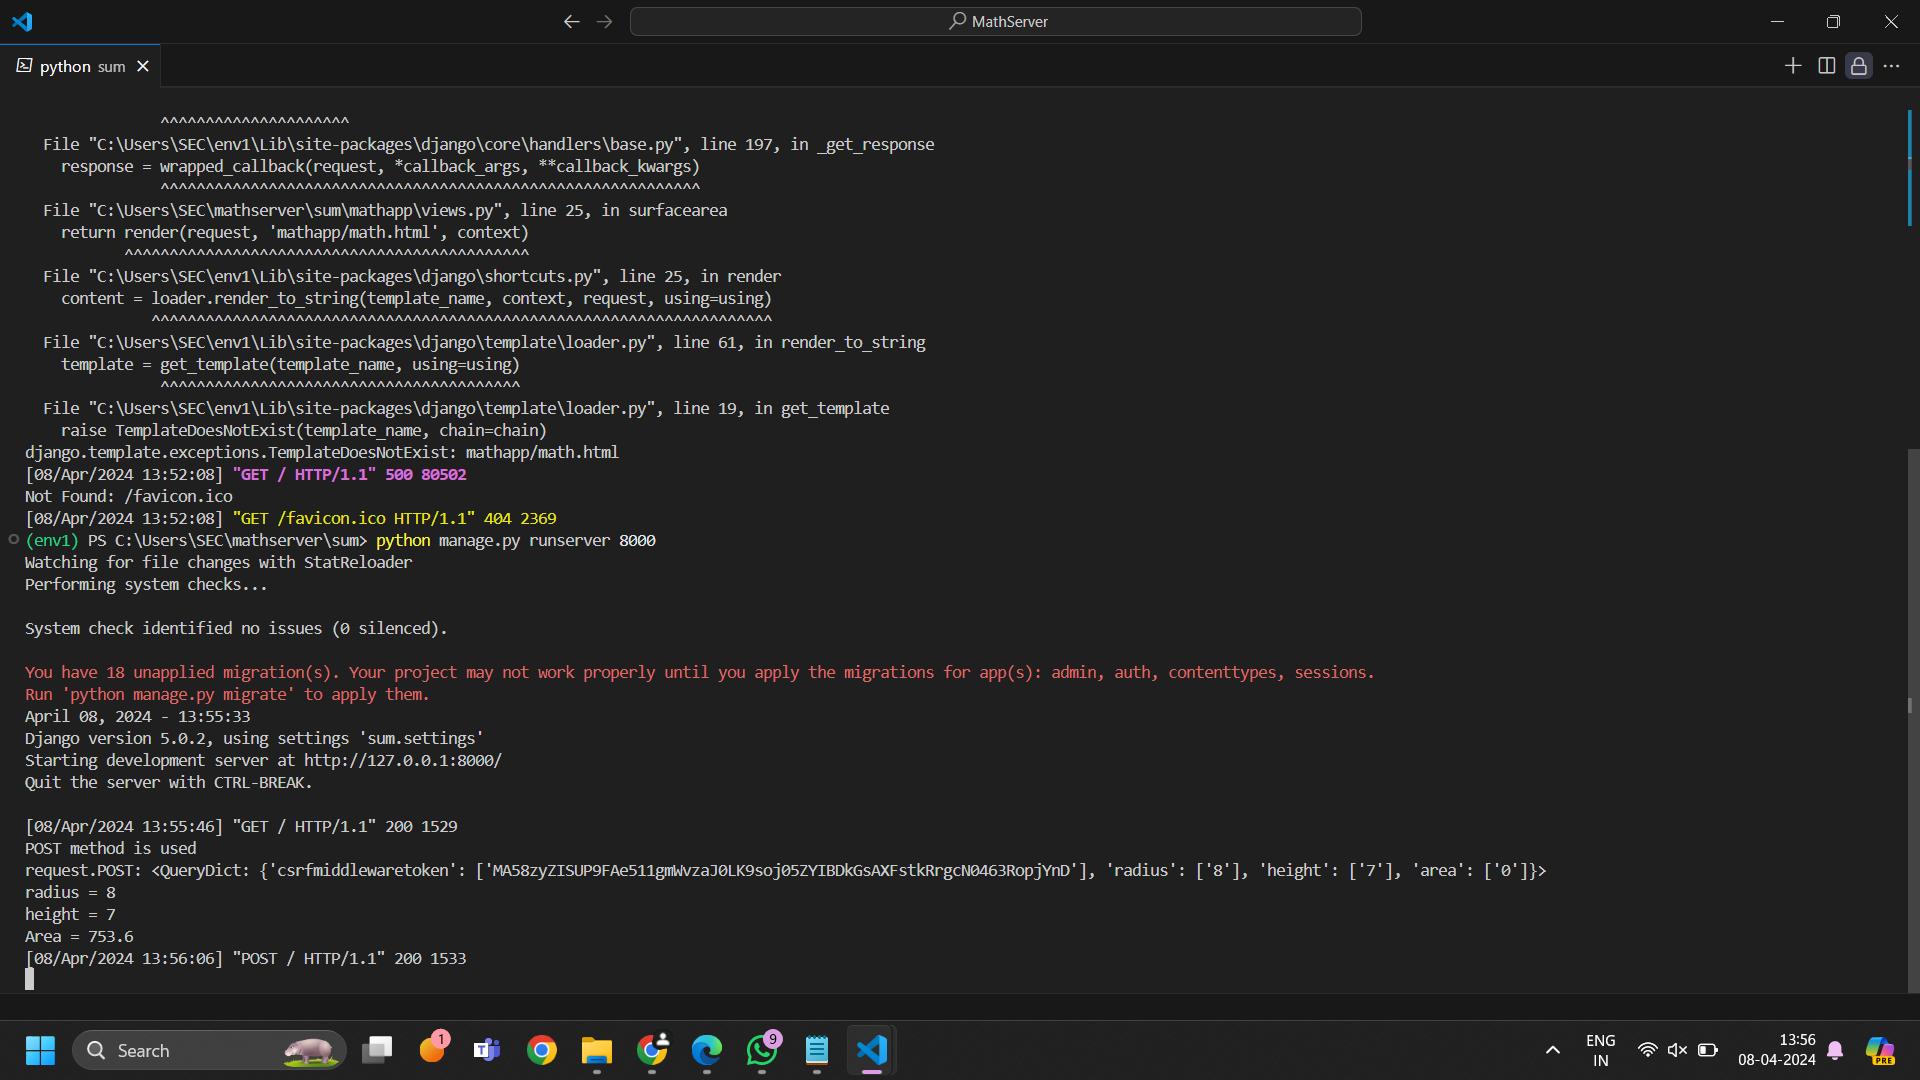 MathServer
python sum
^^^^^^^^^^^^^^^^^^^^^
File "C:\Users\SEC\env1\Lib\site-packages\django\core\handlers\base.py", line 197, in _get_response
response = wrapped_callback(request, *callback_args, **callback_kwargs)
^^^^^^^^^^^^^^^^^^^^^^^^^^^^^^^^^^^^^^^^^^^^^^^^^^^^^^^^^^^^
File "C:\Users\SEC\mathserver\sum\mathapp\views.py", line 25, in surfacearea
return render(request, 'mathapp/math.html', context)
^^^^^^^^^^^^^^^^^^^^^^^^^^^^^^^^^^^^^^^^^^^^^
File "C:\Users\SEC\env1\Lib\site-packages\django\shortcuts.py", line 25, in render
content = loader.render_to_string(template_name, context, request, using=using)
^^^^^^^^^^^^^^^^^^^^^^^^^^^^^^^^^^^^^^^^^^^^^^^^^^^^^^^^^^^^^^^^^^^^^
File "C:\Users\SEC\env1\Lib\site-packages\django\template\loader.py", line 61, in render_to_string
template = get_template(template_name, using=using)
^^^^^^^^^^^^^^^^^^^^^^^^^^^^^^^^^^^^^^^^
File "C:\Users\SEC\env1\Lib\site-packages\django\template\loader.py", line 19, in get_template
raise TemplateDoesNotExist(template_name, chain=chain)
django.template.exceptions.TemplateDoesNotExist: mathapp/math.html
[08/Apr/2024 13:52:08] "GET / HTTP/1.1" 500 80502
Not Found: /favicon.ico
[08/Apr/2024 13:52:08] "GET /favicon.ico HTTP/1.1" 404 2369
(env1) PS C:\Users\SEC\mathserver\sum> python manage.py runserver 8000
Watching for file changes with StatReloader
Performing system checks...
System check identified no issues (0 silenced).
You have 18 unapplied migration(s). Your project may not work properly until you apply the migrations for app(s): admin, auth, contenttypes, sessions.
Run 'python manage.py migrate' to apply them.
April 08, 2024 - 13:55:33
Django version 5.0.2, using settings 'sum.settings'
Starting development server at http://127.0.0.1:8000/
Quit the server with CTRL-BREAK.
[08/Apr/2024 13:55:46] "GET / HTTP/1.1" 200 1529
POST method is used
request.POST: <QueryDict: {'csrfmiddlewaretoken': ['MA58zyZISUP9FAe511gmWvzaJ0LK9soj05ZYIBDkGsAXFstkRrgcN0463RopjYnD'], 'radius': ['8'], 'height': ['7'], 'area': ['0']}>
radius = 8
height = 7
Area = 753.6
[08/Apr/2024 13:56:06] "POST / HTTP/1.1" 200 1533
Search
1
9
ENG
IN
13:56
08-04-2024
PRE